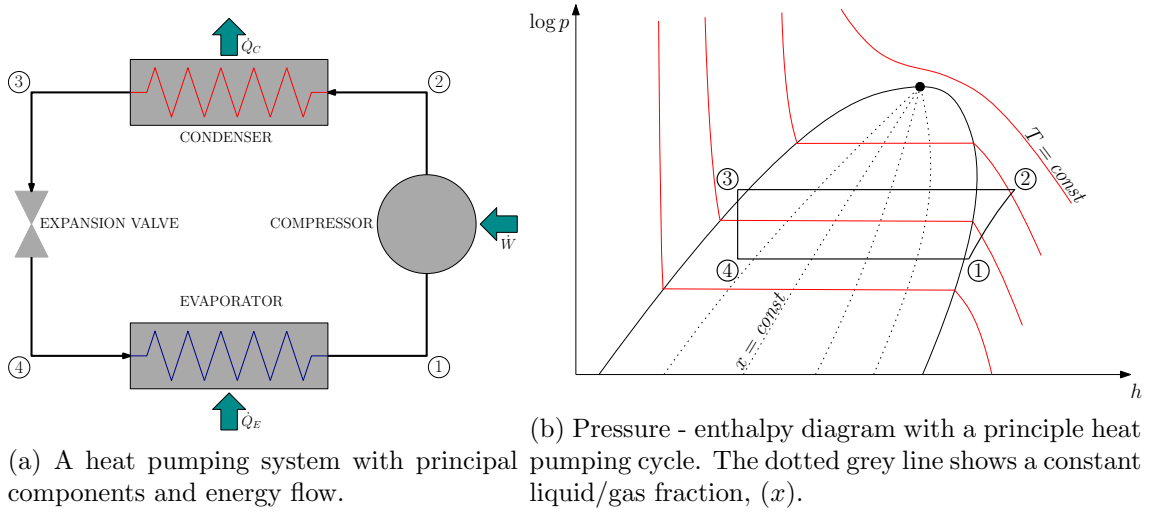 Q̇_C
③
②
CONDENSER
EXPANSION VALVE
COMPRESSOR
Ẇ
EVAPORATOR
④
①
Q̇_E
(a) A heat pumping system with principal
components and energy flow.
log p
T = const
③
②
④
①
x = const
h
(b) Pressure - enthalpy diagram with a principle heat
pumping cycle. The dotted grey line shows a constant
liquid/gas fraction, (x).